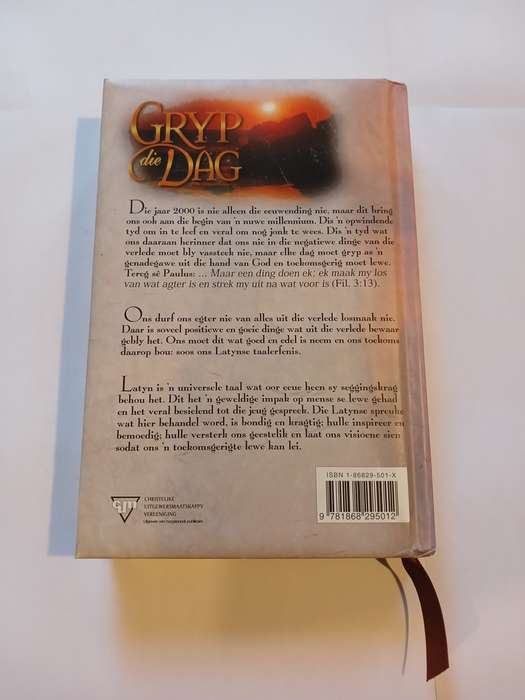 GRYP
die DAG
Die jaar 2000 is nie alleen die eeuwending nie, maar dit bring
ons ook aan die begin van 'n nuwe millennium. Dis 'n opwindende
tyd om in te leef en veral om nog jonk te wees. Dis 'n tyd wat
ons daaraan herinner dat ons nie in die negatiewe dinge van die
verlede moet bly vassteek nie, maar elke dag moet gryp as 'n
genadegawe uit die hand van God en toekomsgerig moet lewe.
Tereg sê Paulus: ... Maar een ding doen ek: ek maak my los
van wat agter is en strek my uit na wat voor is (Fil. 3:13).
Ons durf ons egter nie van alles uit die verlede losmaak nie.
Daar is soveel positiewe en goeie dinge wat uit die verlede bewaar
gebly het. Ons moet dit wat goed en edel is neem en ons toekoms
daarop bou: soos ons Latynse taalerfenis.
Latyn is 'n universele taal wat oor eeue heen sy seggingskrag
behou het. Dit het 'n geweldige impak op mense se lewe gehad
en het veral besielend tot die jeug gespreek. Die Latynse spreuke
wat hier behandel word, is bondig en kragtig; hulle inspireer en
bemoedig; hulle versterk ons geestelik en laat ons visioene sien
sodat ons 'n toekomsgerigte lewe kan lei.
ISBN 1-86829-501-X
9 781868 295012
CUM
CHRISTELIKE
UITGEWERSMAATSKAPPY
VERENIGING